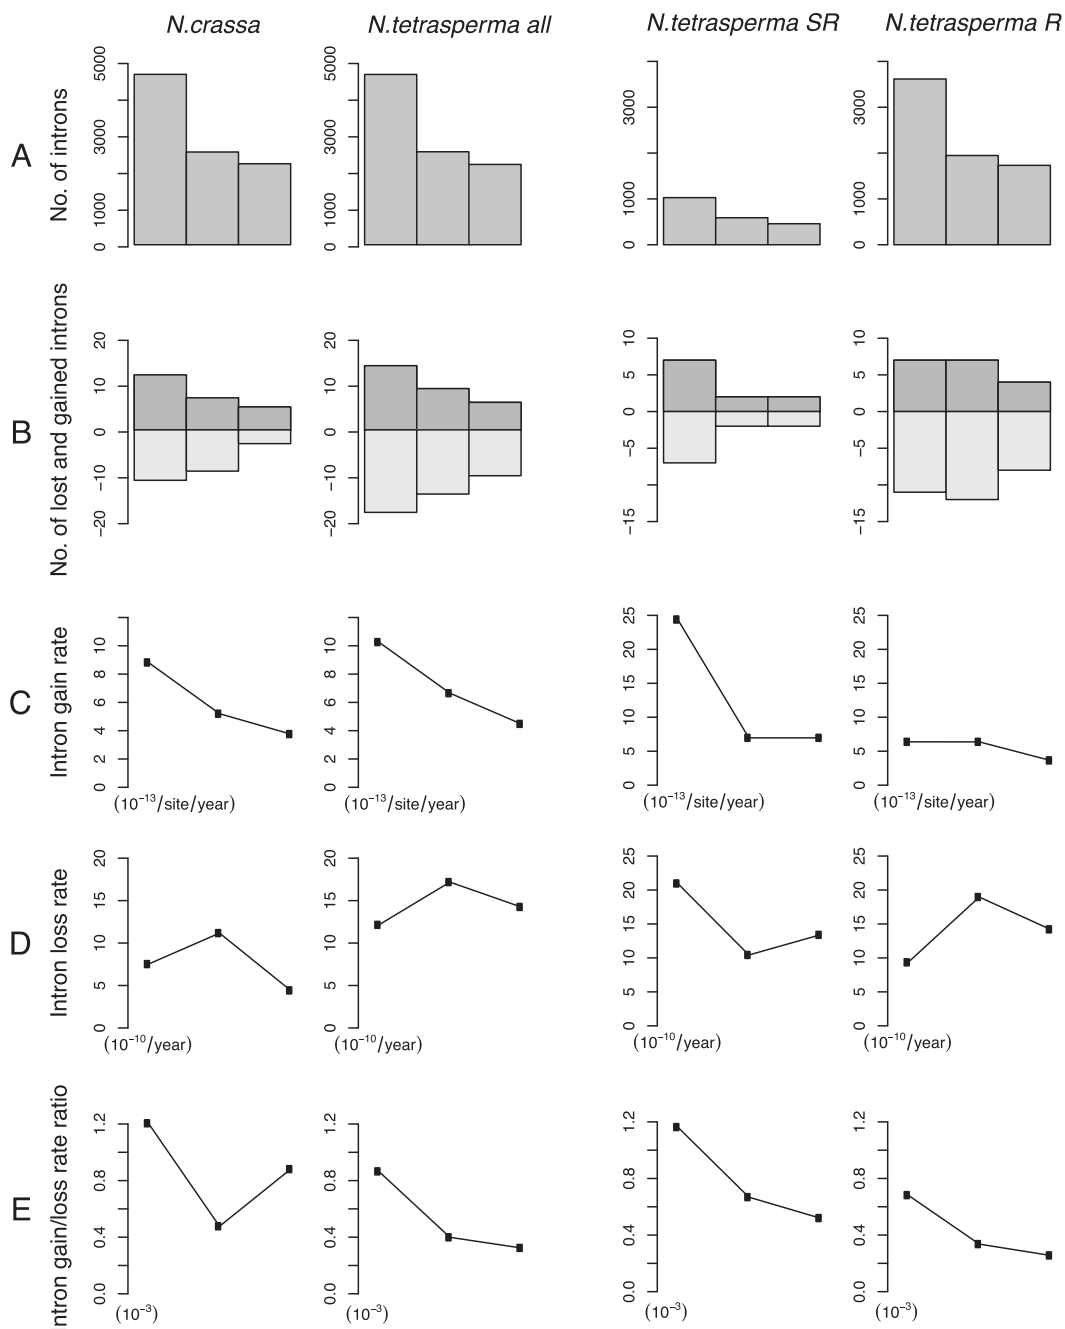 N.crassa N.tetrasperma all N.tetrasperma SR N.tetrasperma R
A
No. of introns
0 1000 3000 5000
0 1000 3000 5000
0 1000 3000
0 1000 3000
B
No. of lost and gained introns
−20 −10 0 10 20
−20 −10 0 10 20
−15 −5 0 5 10
−15 −5 0 5 10
C
Intron gain rate
0 2 4 6 8 10
0 2 4 6 8 10
0 5 10 15 20 25
0 5 10 15 20 25
(10⁻¹³/site/year) (10⁻¹³/site/year) (10⁻¹³/site/year) (10⁻¹³/site/year)
D
Intron loss rate
0 5 10 15 20
0 5 10 15 20
0 5 10 15 20 25
0 5 10 15 20 25
(10⁻¹⁰/year) (10⁻¹⁰/year) (10⁻¹⁰/year) (10⁻¹⁰/year)
E
Intron gain/loss rate ratio
0.0 0.4 0.8 1.2
0.0 0.4 0.8 1.2
0.0 0.4 0.8 1.2
0.0 0.4 0.8 1.2
(10⁻³) (10⁻³) (10⁻³) (10⁻³)